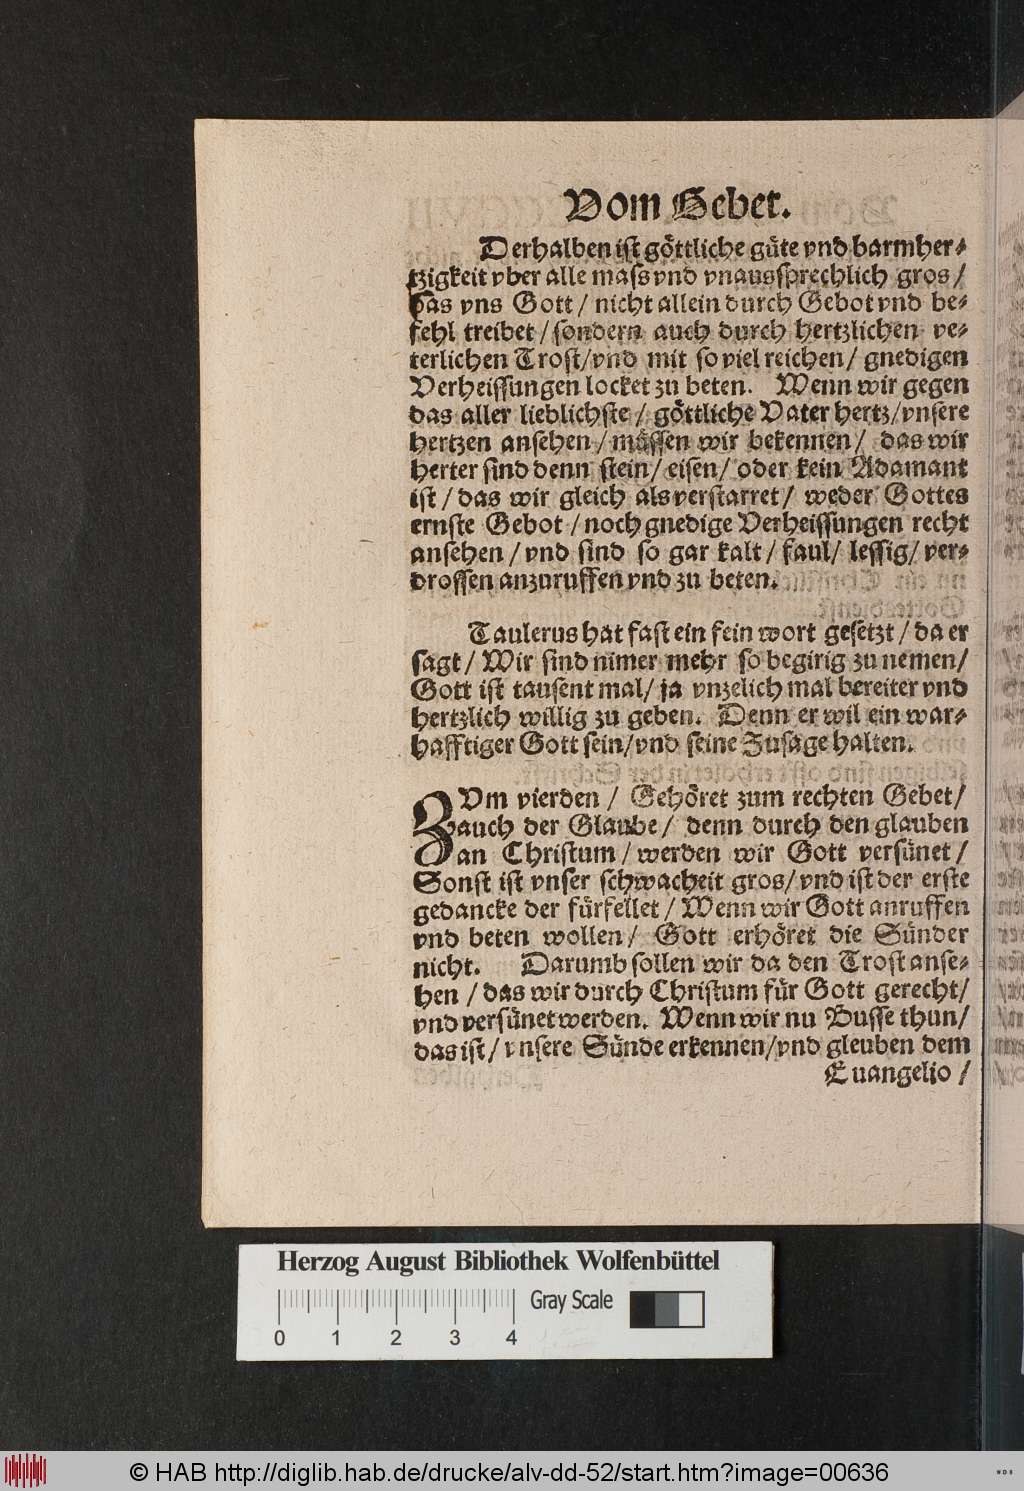 Vom Gebet.
Derhalben ist göttliche güte vnd barmher-
tzigkeit vber alle mass vnd vnaussprechlich gros /
das vns Gott / nicht allein durch Gebot vnd be-
fehl treibet / sondern auch durch hertzlichen ve-
terlichen Trost/ vnd mit so viel reichen / gnedigen
Verheissungen locket zu beten. Wenn wir gegen
das aller lieblichste / göttliche Vater hertz/ vnsere
hertzen ansehen / müssen wir bekennen / das wir
herter sind denn stein/ eisen/ oder kein Adamant
ist / das wir gleich als verstarret / weder Gottes
ernste Gebot / noch gnedige Verheissungen recht
ansehen / vnd sind so gar kalt / faul/ lessig/ ver-
drossen anzuruffen vnd zu beten.
Taulerus hat fast ein fein wort gesetzt / da er
sagt / Wir sind nimer mehr so begirig zu nemen/
Gott ist tausent mal/ ja vnzelich mal bereiter vnd
hertzlich willig zu geben. Denn er wil ein war-
hafftiger Gott sein/ vnd seine Zusage halten.
ZVm vierden / Gehöret zum rechten Gebet/
auch der Glaube / denn durch den glauben
an Christum / werden wir Gott versünet /
Sonst ist vnser schwacheit gros/ vnd ist der erste
gedancke der fürfellet / Wenn wir Gott anruffen
vnd beten wollen / Gott erhöret die Sünder
nicht. Darumb sollen wir da den Trost anse-
hen / das wir durch Christum für Gott gerecht/
vnd versünet werden. Wenn wir nu Busse thun/
das ist / vnsere Sünde erkennen/ vnd gleuben dem
Euangelio /
Herzog August Bibliothek Wolfenbüttel
Gray Scale
0 1 2 3 4
© HAB http://diglib.hab.de/drucke/alv-dd-52/start.htm?image=00636